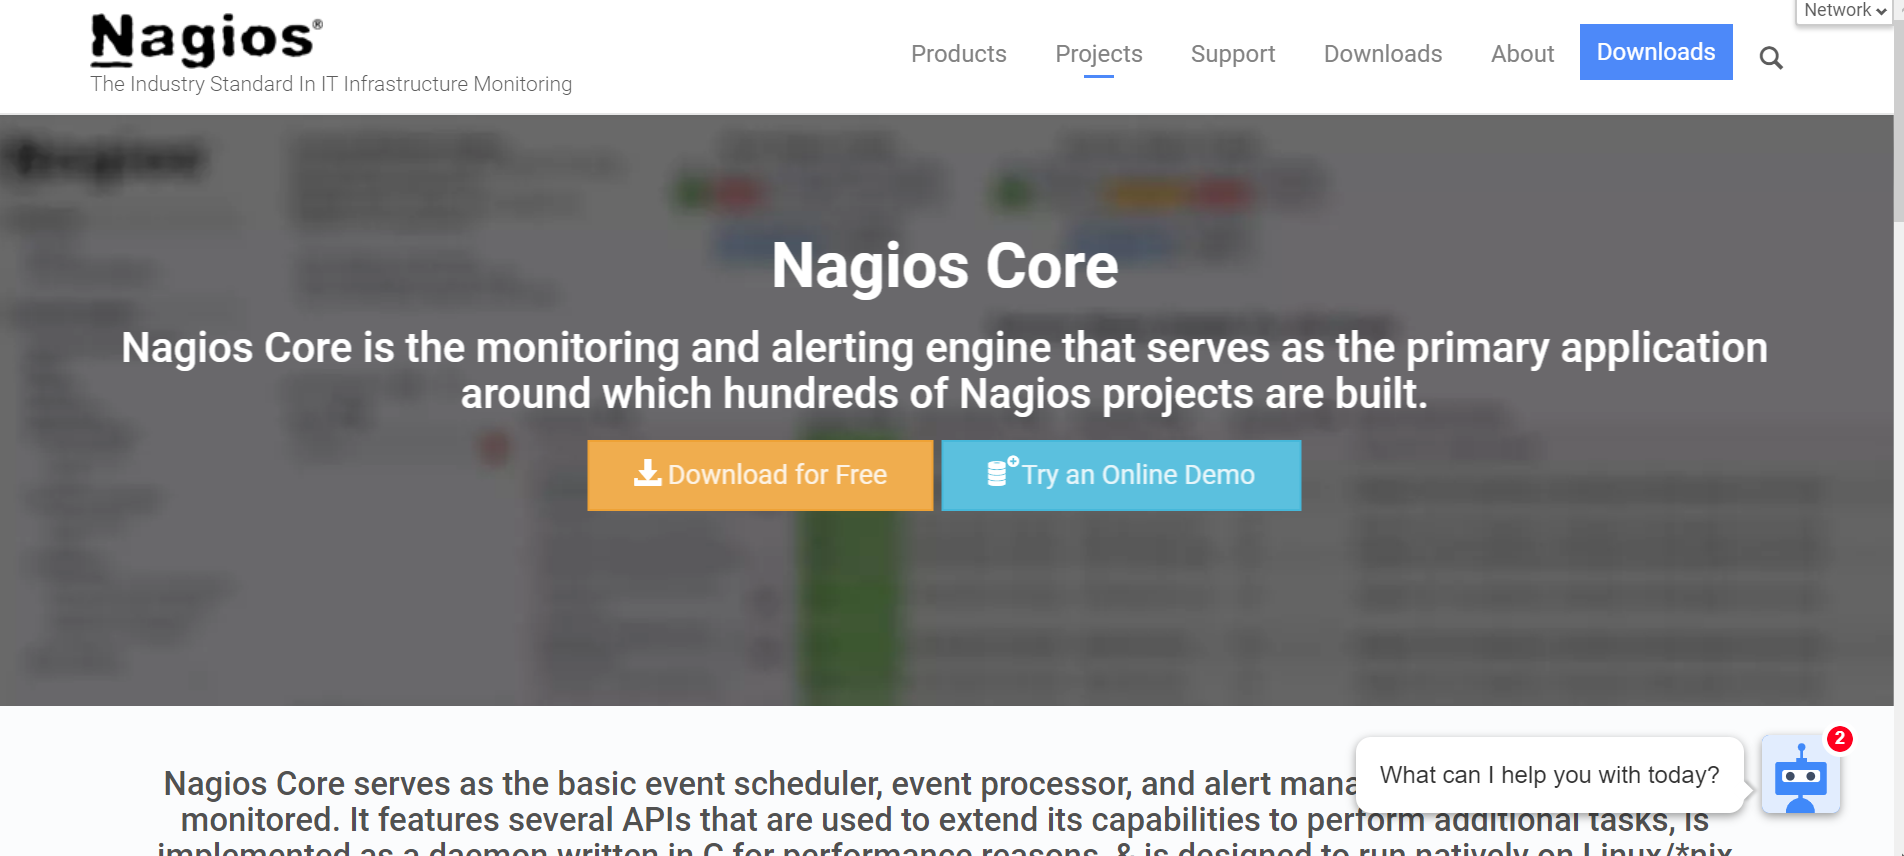 Network
Nagios®
The Industry Standard In IT Infrastructure Monitoring
Products Projects Support Downloads About Downloads
Nagios Core
Nagios Core is the monitoring and alerting engine that serves as the primary application
around which hundreds of Nagios projects are built.
Download for Free Try an Online Demo
Nagios Core serves as the basic event scheduler, event processor, and alert
monitored. It features several APIs that are used to extend its capabilities to perform additional tasks, is
implemented as a daemon written in C for performance reasons, & is designed to run natively on Linux/*nix
What can I help you with today?
2